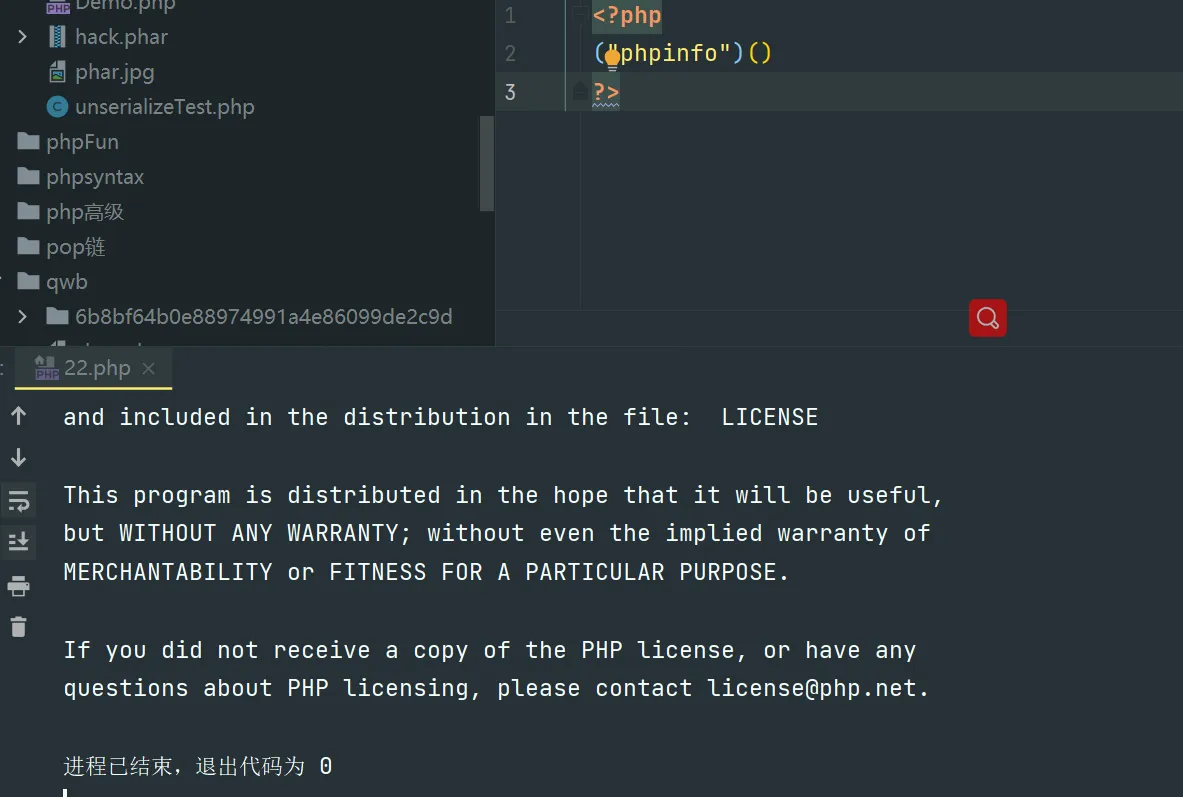 Demo.php
hack.phar
phar.jpg
unserializeTest.php
phpFun
phpsyntax
php高级
pop链
qwb
6b8bf64b0e88974991a4e86099de2c9d
1 <?php
2 ("phpinfo")()
3 ?>
22.php
and included in the distribution in the file:  LICENSE
This program is distributed in the hope that it will be useful,
but WITHOUT ANY WARRANTY; without even the implied warranty of
MERCHANTABILITY or FITNESS FOR A PARTICULAR PURPOSE.
If you did not receive a copy of the PHP license, or have any
questions about PHP licensing, please contact license@php.net.
进程已结束，退出代码为 0